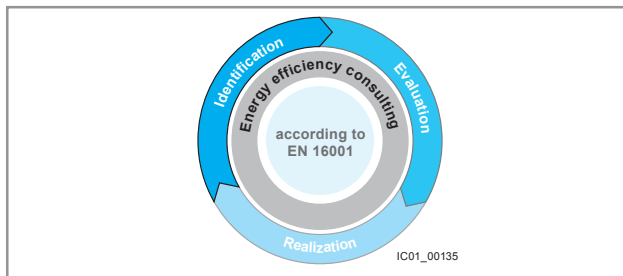 Identification
Evaluation
Energy efficiency consulting
according to
EN 16001
Realization
IC01_00135